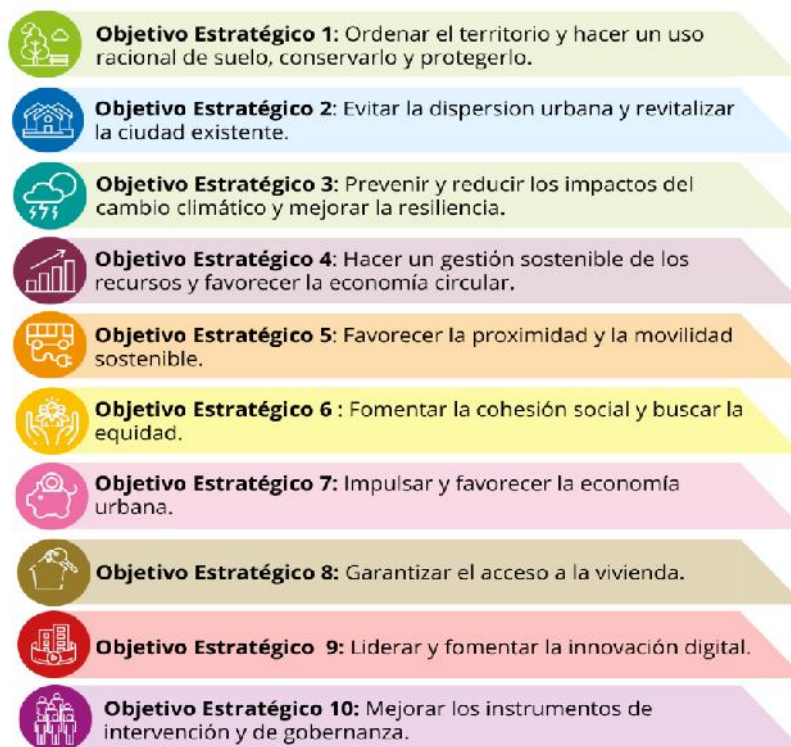 Objetivo Estratégico 1: Ordenar el territorio y hacer un uso
racional de suelo, conservarlo y protegerlo.
Objetivo Estratégico 2: Evitar la dispersion urbana y revitalizar
la ciudad existente.
Objetivo Estratégico 3: Prevenir y reducir los impactos del
cambio climático y mejorar la resiliencia.
Objetivo Estratégico 4: Hacer un gestión sostenible de los
recursos y favorecer la economía circular.
Objetivo Estratégico 5: Favorecer la proximidad y la movilidad
sostenible.
Objetivo Estratégico 6 : Fomentar la cohesión social y buscar la
equidad.
Objetivo Estratégico 7: Impulsar y favorecer la economía
urbana.
Objetivo Estratégico 8: Garantizar el acceso a la vivienda.
Objetivo Estratégico 9: Liderar y fomentar la innovación digital.
Objetivo Estratégico 10: Mejorar los instrumentos de
intervención y de gobernanza.